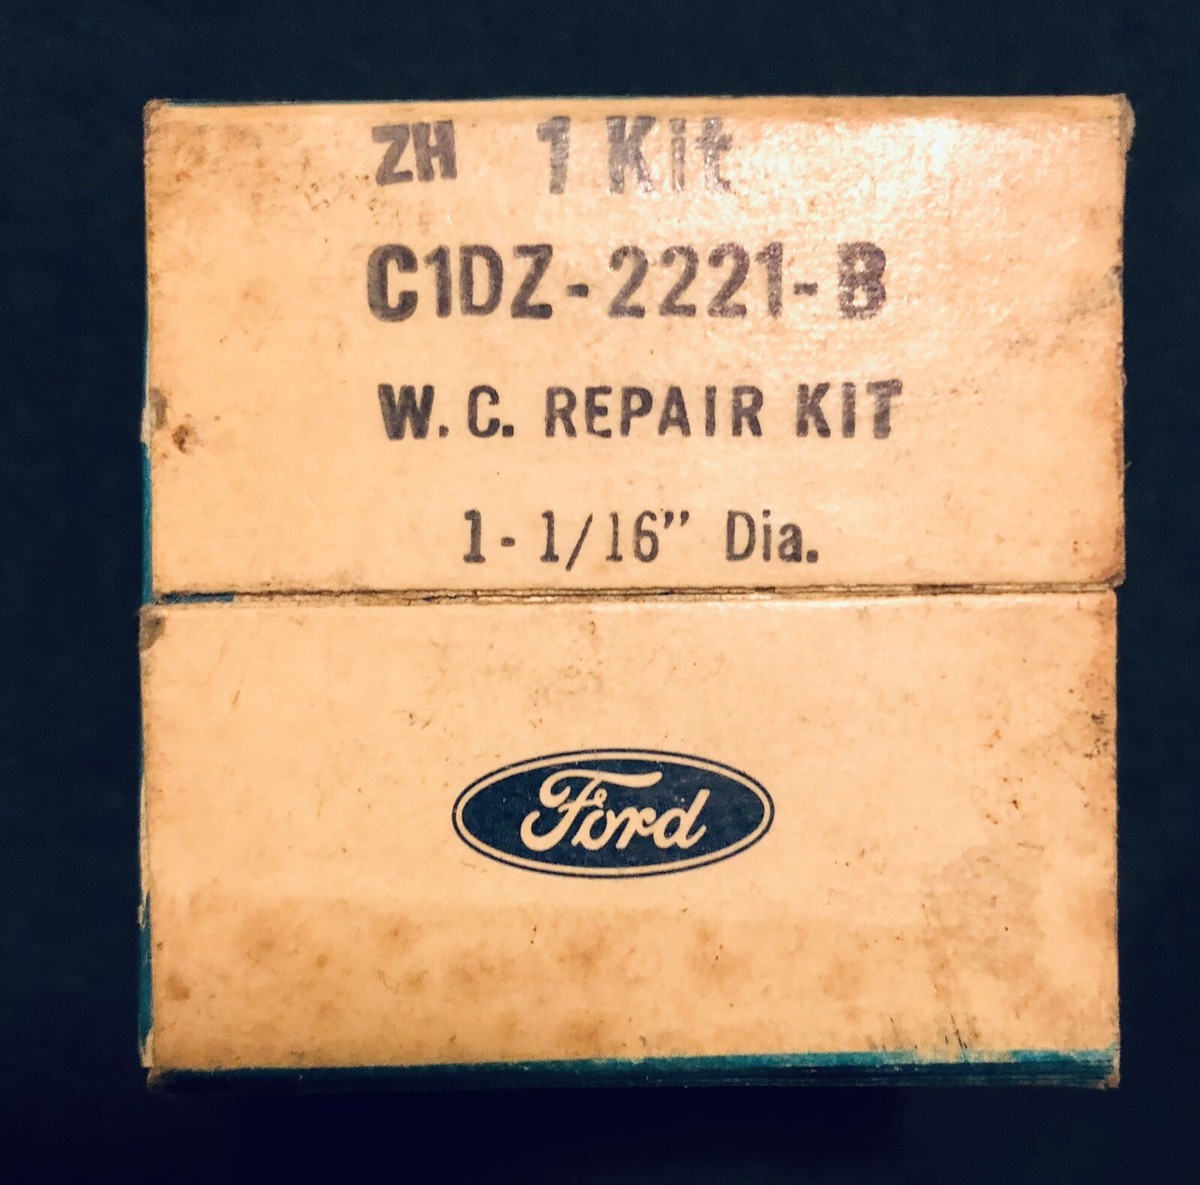 ZH 1 Kit
C1DZ-2221-B
W.C. REPAIR KIT
1-1/16" Dia.
Ford